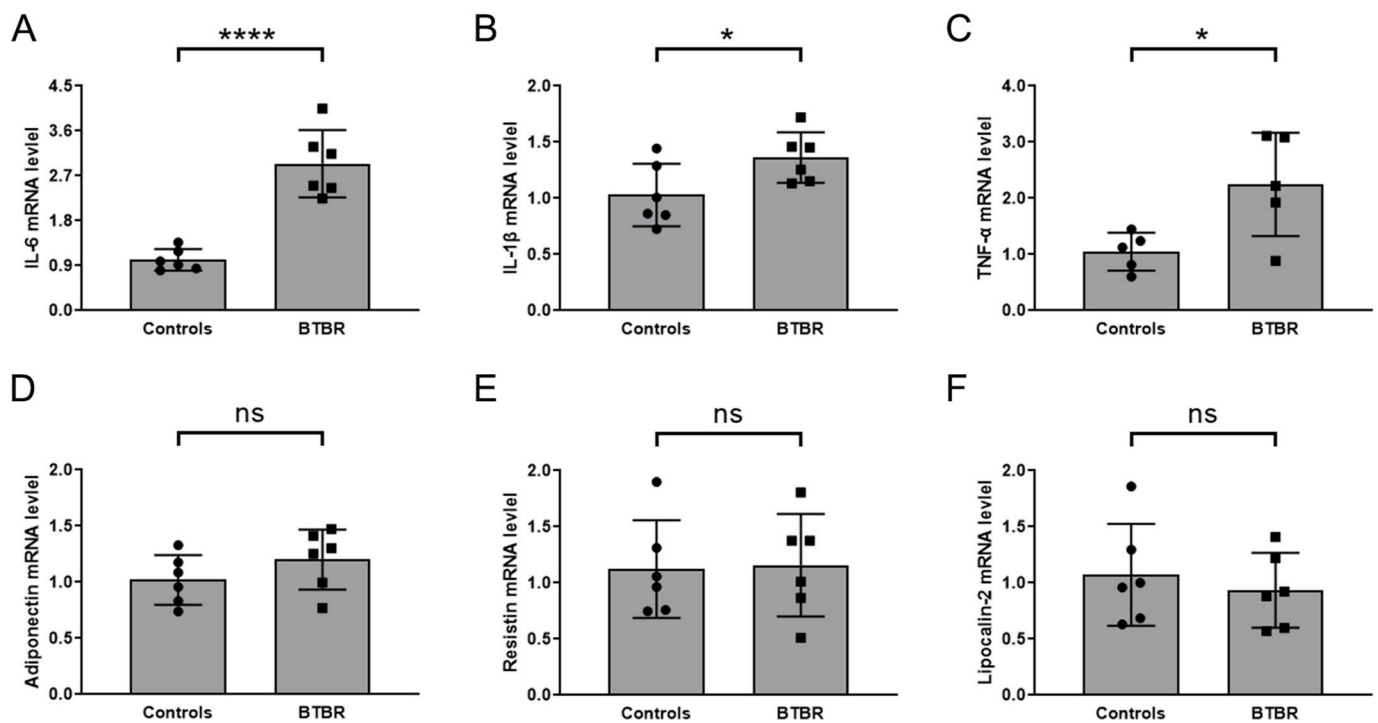 A
****
IL-6 mRNA levlel
4.5
3.6
2.7
1.8
0.9
0.0
Controls
BTBR
B
*
IL-1β mRNA levlel
2.0
1.5
1.0
0.5
0.0
Controls
BTBR
C
*
TNF-α mRNA levlel
4.0
3.0
2.0
1.0
0.0
Controls
BTBR
D
ns
Adiponectin mRNA levlel
2.0
1.5
1.0
0.5
0.0
Controls
BTBR
E
ns
Resistin mRNA levlel
2.0
1.5
1.0
0.5
0.0
Controls
BTBR
F
ns
Lipocalin-2 mRNA levlel
2.0
1.5
1.0
0.5
0.0
Controls
BTBR